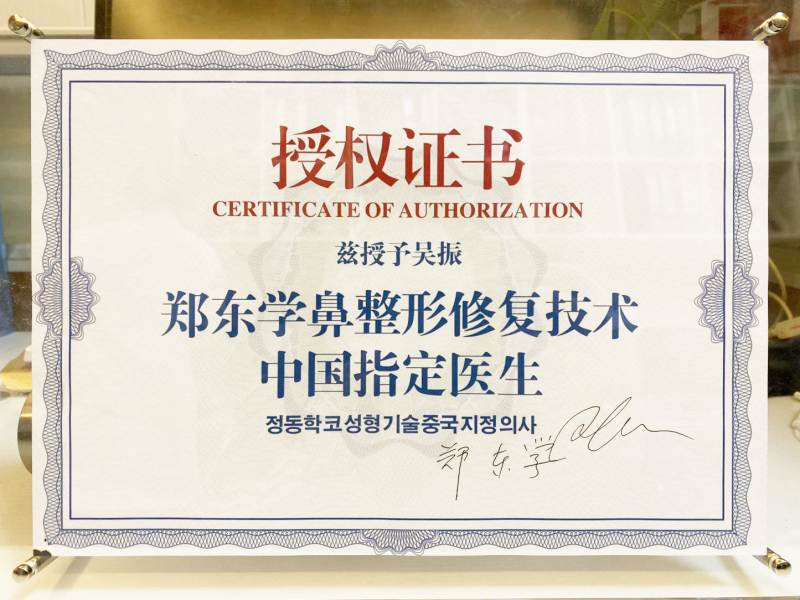 授权证书
CERTIFICATE OF AUTHORIZATION
兹授予吴振
郑东学鼻整形修复技术
中国指定医生
정동학코성형기술중국지정의사
郑东学